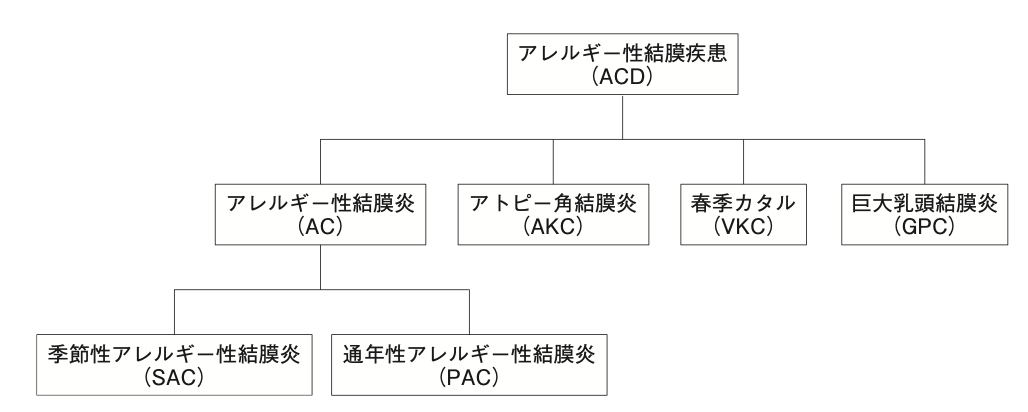 アレルギー性結膜疾患
（ACD）
アレルギー性結膜炎
（AC）
アトピー角結膜炎
（AKC）
春季カタル
（VKC）
巨大乳頭結膜炎
（GPC）
季節性アレルギー性結膜炎
（SAC）
通年性アレルギー性結膜炎
（PAC）